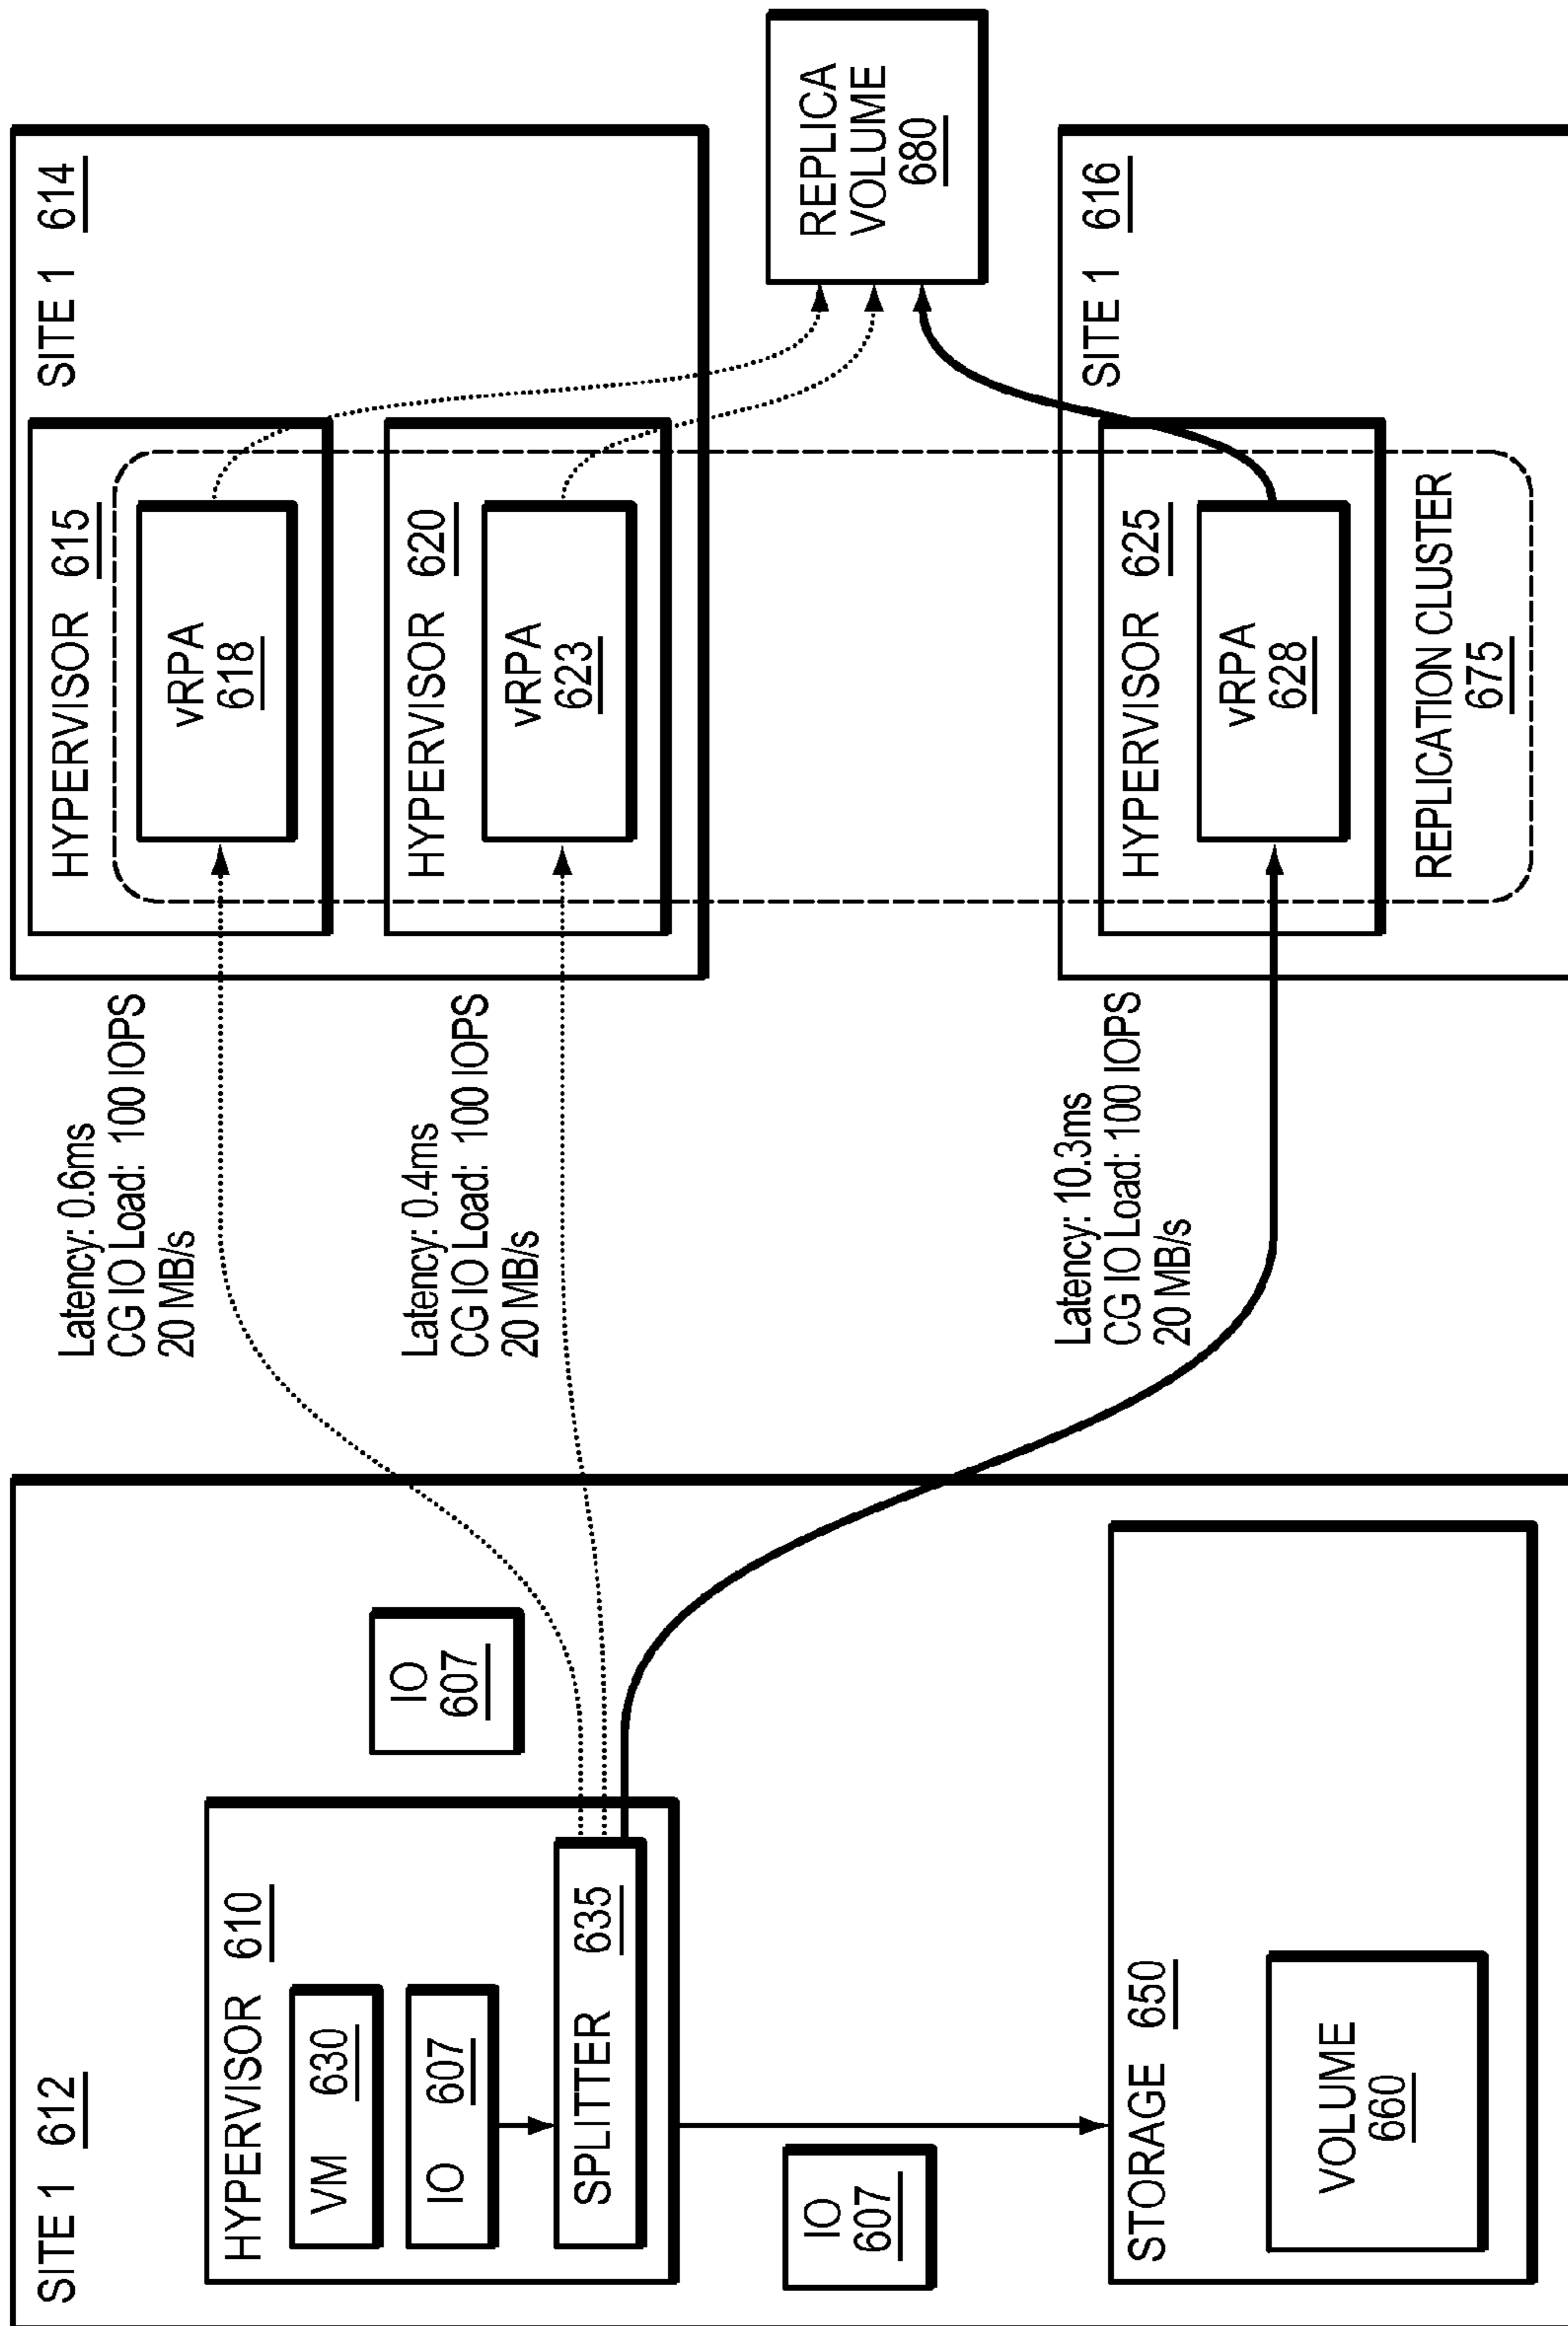 SITE 1 612
HYPERVISOR 610
VM 630
IO 607
SPLITTER 635
IO
607
IO
607
STORAGE 650
VOLUME
660
Latency: 0.6ms
CG IO Load: 100 IOPS
20 MB/s
Latency: 0.4ms
CG IO Load: 100 IOPS
20 MB/s
Latency: 10.3ms
CG IO Load: 100 IOPS
20 MB/s
SITE 1 614
HYPERVISOR 615
vRPA
618
HYPERVISOR 620
vRPA
623
SITE 1 616
HYPERVISOR 625
vRPA
628
REPLICATION CLUSTER
675
REPLICA
VOLUME
680